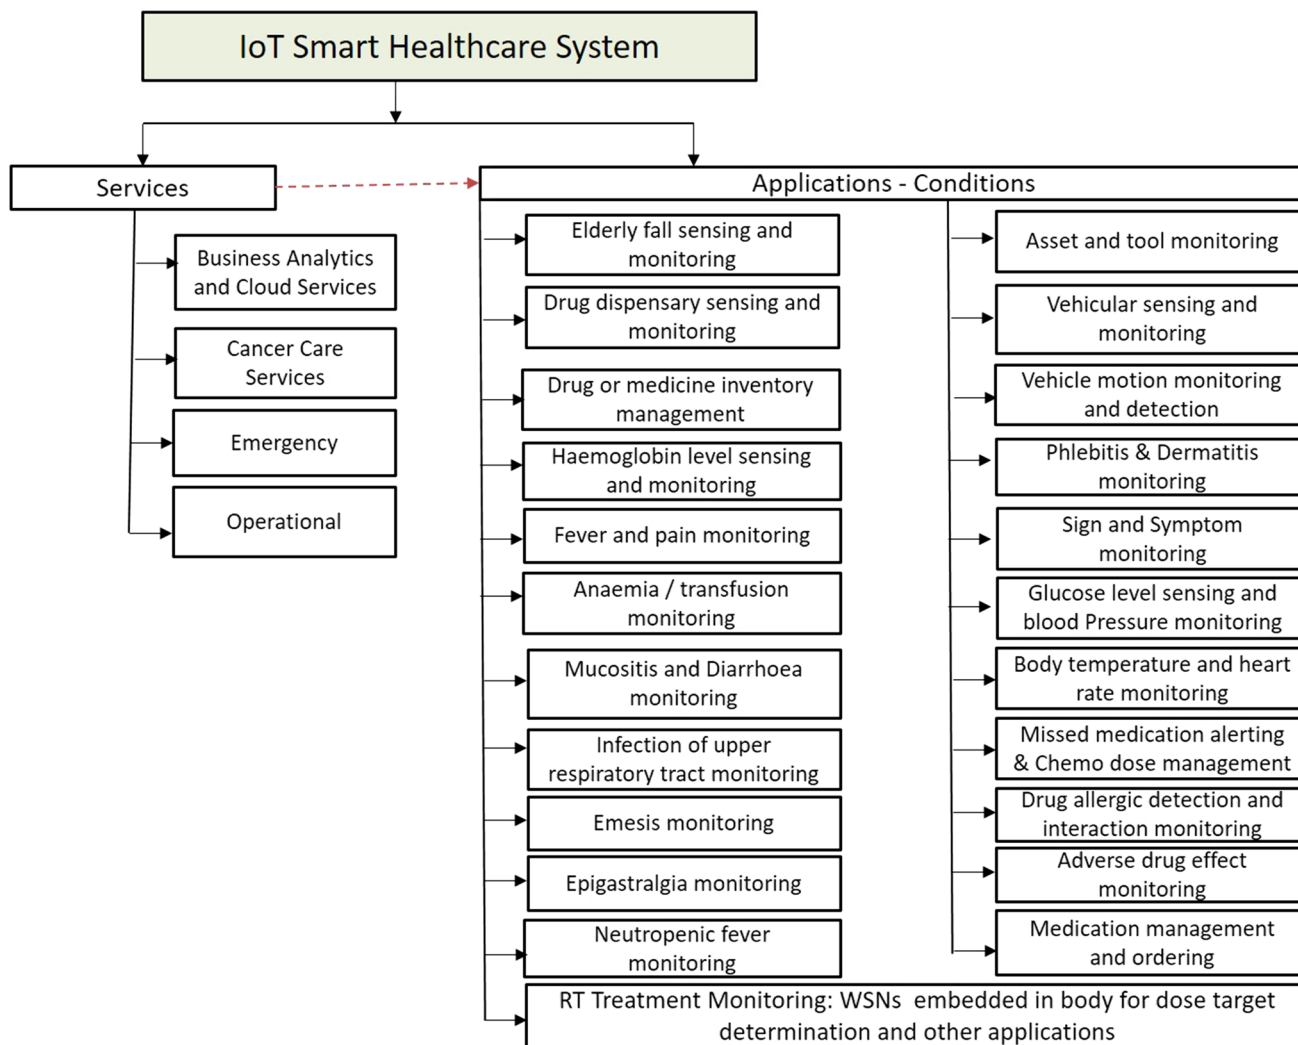 IoT Smart Healthcare System
Services
Business Analytics
and Cloud Services
Cancer Care
Services
Emergency
Operational
Applications - Conditions
Elderly fall sensing and
monitoring
Drug dispensary sensing and
monitoring
Drug or medicine inventory
management
Haemoglobin level sensing
and monitoring
Fever and pain monitoring
Anaemia / transfusion
monitoring
Mucositis and Diarrhoea
monitoring
Infection of upper
respiratory tract monitoring
Emesis monitoring
Epigastralgia monitoring
Neutropenic fever
monitoring
Asset and tool monitoring
Vehicular sensing and
monitoring
Vehicle motion monitoring
and detection
Phlebitis & Dermatitis
monitoring
Sign and Symptom
monitoring
Glucose level sensing and
blood Pressure monitoring
Body temperature and heart
rate monitoring
Missed medication alerting
& Chemo dose management
Drug allergic detection and
interaction monitoring
Adverse drug effect
monitoring
Medication management
and ordering
RT Treatment Monitoring: WSNs embedded in body for dose target
determination and other applications